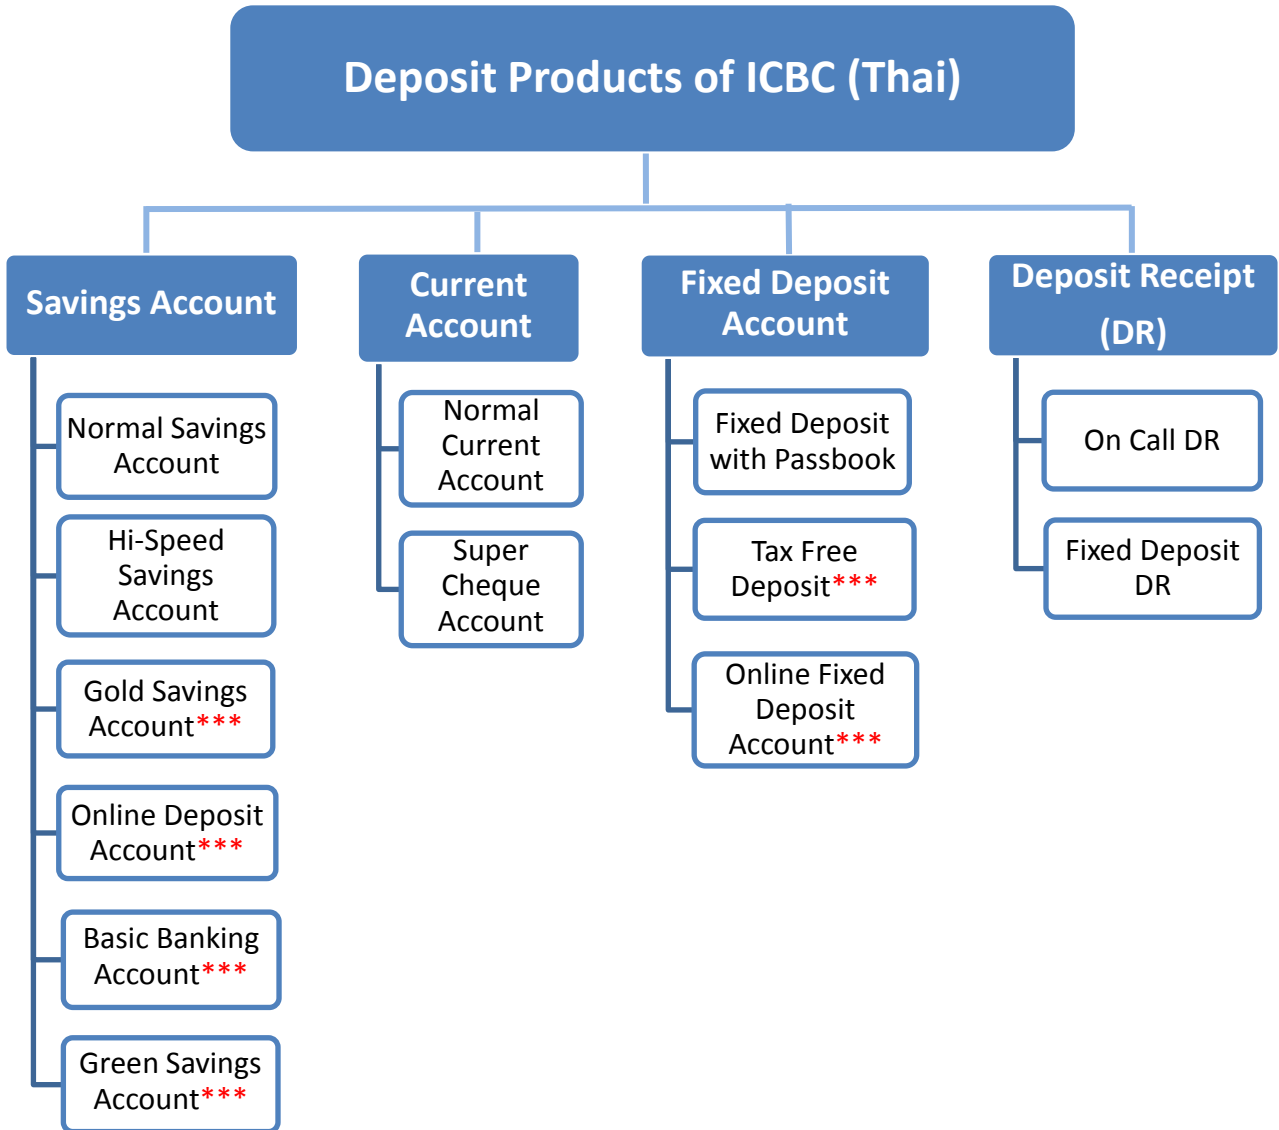 Deposit Products of ICBC (Thai)
Savings Account
Normal Savings
Account
Hi-Speed
Savings
Account
Gold Savings
Account***
Online Deposit
Account***
Basic Banking
Account***
Green Savings
Account***
Current
Account
Normal
Current
Account
Super
Cheque
Account
Fixed Deposit
Account
Fixed Deposit
with Passbook
Tax Free
Deposit***
Online Fixed
Deposit
Account***
Deposit Receipt
(DR)
On Call DR
Fixed Deposit
DR